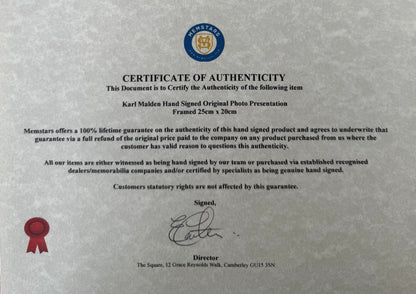 MEMSTARS
CERTIFICATE OF AUTHENTICITY
This Document is to Certify the Authenticity of the following item
Karl Malden Hand Signed Original Photo Presentation
Framed 25cm x 20cm
Memstars offers a 100% lifetime guarantee on the authenticity of this hand signed product and agrees to underwrite that
guarantee via a full refund of the original price paid to the company on any product purchased from us where the
customer has valid reason to questions this authenticity.
All our items are either witnessed as being hand signed by our team or purchased via established recognised
dealers/memorabilia companies and/or certified by specialists as being genuine hand signed.
Customers statutory rights are not affected by this guarantee.
Signed,
Director
The Square, 12 Grace Reynolds Walk, Camberley GU15 3SN